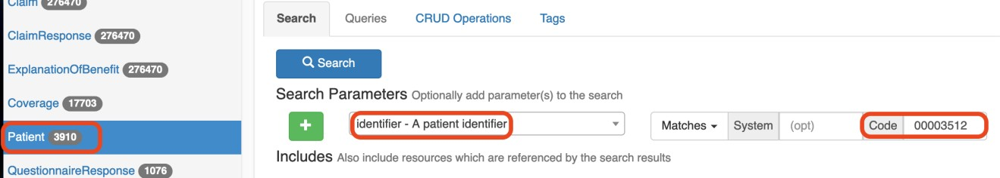 Claim 276470
ClaimResponse 276470
ExplanationOfBenefit 276470
Coverage 17703
Patient 3910
QuestionnaireResponse 1076
Search Queries CRUD Operations Tags
Search
Search Parameters Optionally add parameter(s) to the search
+ identifier - A patient identifier Matches System (opt) Code 00003512
Includes Also include resources which are referenced by the search results